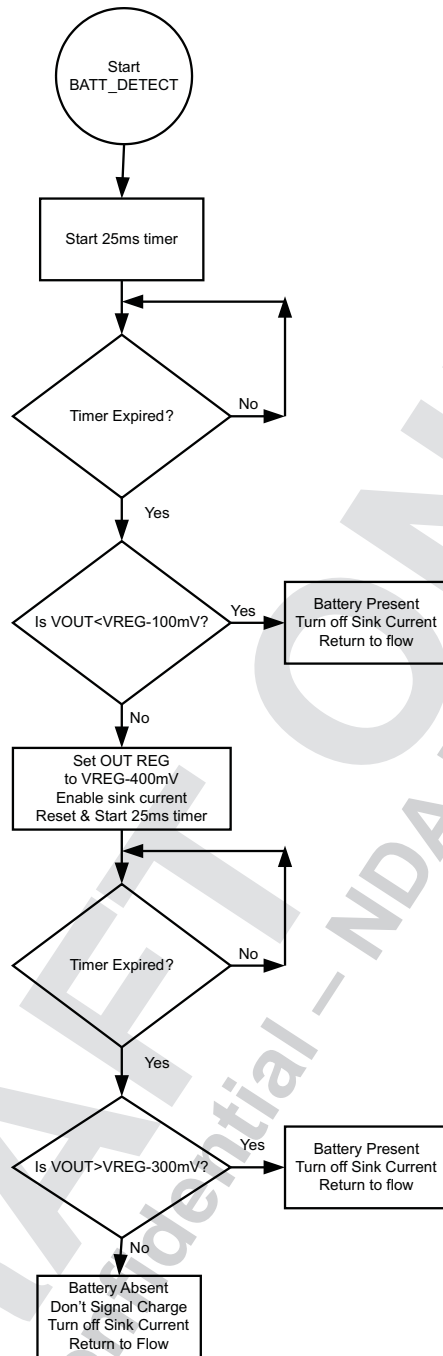 Start
BATT_DETECT
Start 25ms timer
Timer Expired?
No
Yes
Is VOUT<VREG-100mV?
Yes
Battery Present
Turn off Sink Current
Return to flow
No
Set OUT REG
to VREG-400mV
Enable sink current
Reset & Start 25ms timer
Timer Expired?
No
Yes
Is VOUT>VREG-300mV?
Yes
Battery Present
Turn off Sink Current
Return to flow
No
Battery Absent
Don't Signal Charge
Turn off Sink Current
Return to Flow
– NDA